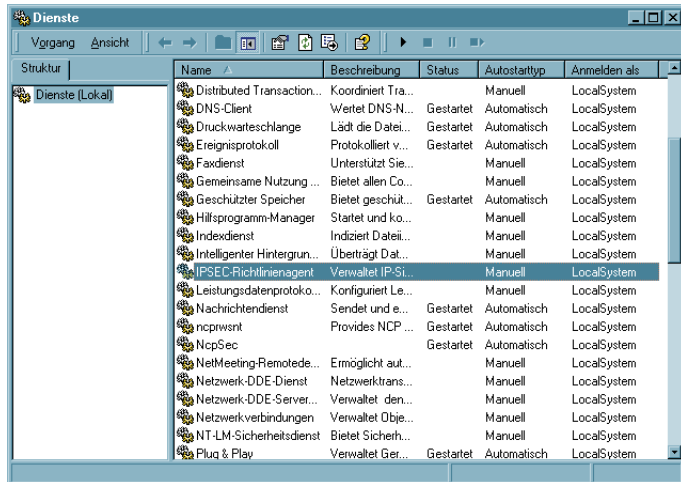 Dienste
Vorgang Ansicht
Struktur
Dienste (Lokal)
Name Beschreibung Status Autostarttyp Anmelden als
Distributed Transaction... Koordiniert Tra... Manuell LocalSystem
DNS-Client Wertet DNS-N... Gestartet Automatisch LocalSystem
Druckwarteschlange Lädt die Datei... Gestartet Automatisch LocalSystem
Ereignisprotokoll Protokolliert v... Gestartet Automatisch LocalSystem
Faxdienst Unterstützt Sie... Manuell LocalSystem
Gemeinsame Nutzung ... Bietet allen Co... Manuell LocalSystem
Geschützter Speicher Bietet geschüt... Gestartet Automatisch LocalSystem
Hilfsprogramm-Manager Startet und ko... Manuell LocalSystem
Indexdienst Indiziert Dateii... Manuell LocalSystem
Intelligenter Hintergrun... Überträgt Dat... Manuell LocalSystem
IPSEC-Richtlinienagent Verwaltet IP-Si... Manuell LocalSystem
Leistungsdatenprotoko... Konfiguriert Le... Manuell LocalSystem
Nachrichtendienst Sendet und e... Gestartet Automatisch LocalSystem
ncprwsnt Provides NCP ... Gestartet Automatisch LocalSystem
NcpSec Gestartet Automatisch LocalSystem
NetMeeting-Remotede... Ermöglicht aut... Manuell LocalSystem
Netzwerk-DDE-Dienst Netzwerktrans... Manuell LocalSystem
Netzwerk-DDE-Server... Verwaltet den... Manuell LocalSystem
Netzwerkverbindungen Verwaltet Obje... Manuell LocalSystem
NT-LM-Sicherheitsdienst Bietet Sicherh... Manuell LocalSystem
Plug & Play Verwaltet Ger... Gestartet Automatisch LocalSystem